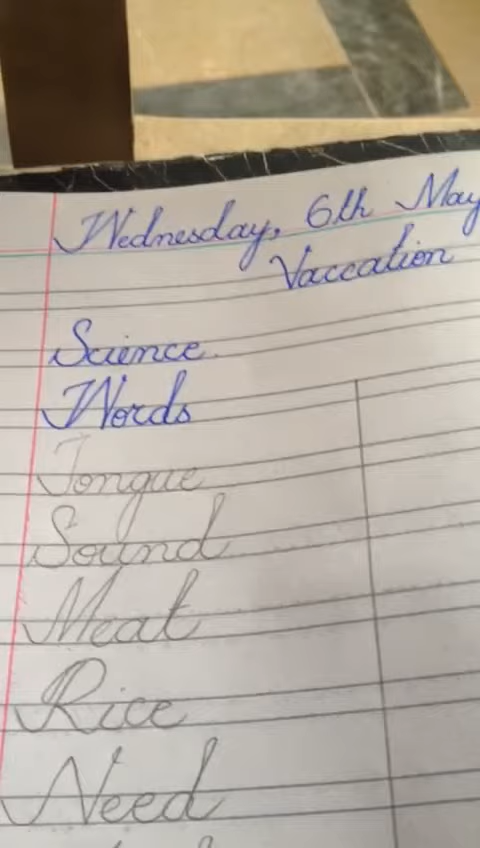 Wednesday, 6th May
Vaccation
Science.
Words
Tongue
Sound
Meat
Rice
Need